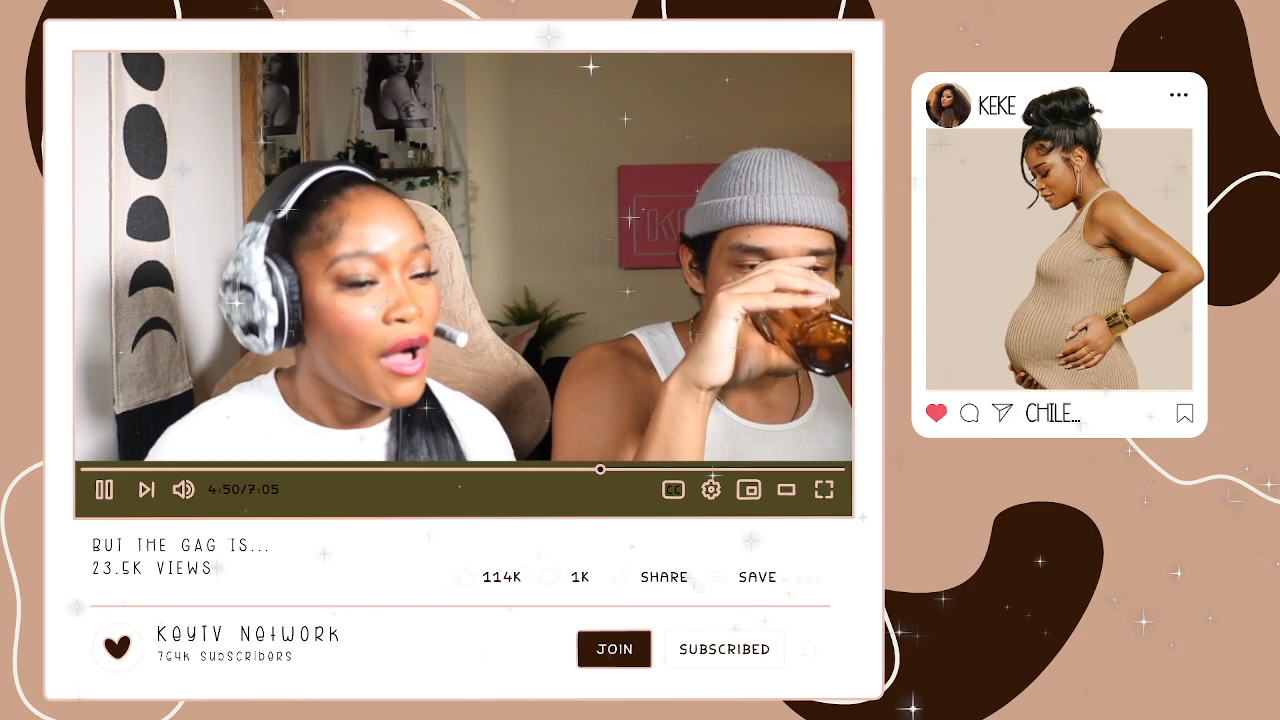 4:50/7:05
CC
BUT THE GAG IS...
23.5K VIEWS
114K
1K
SHARE
SAVE
KeyTV Network
764K SUBSCRIBERS
JOIN
SUBSCRIBED
KEKE
CHILE...